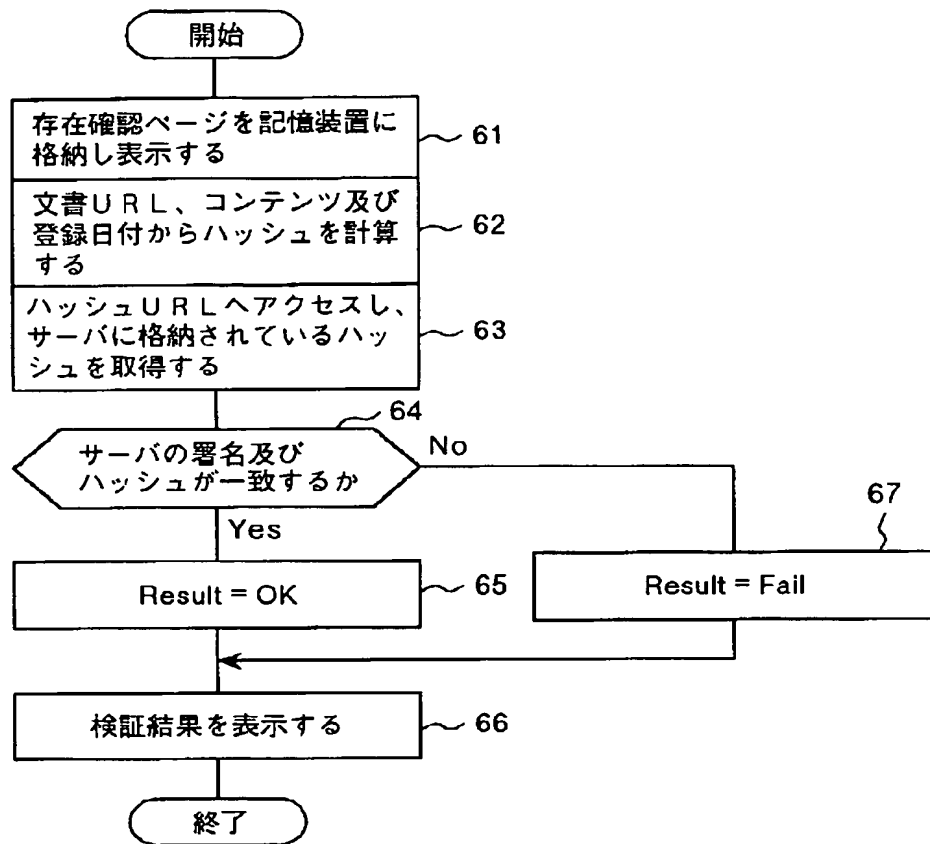 開始
存在確認ページを記憶装置に
格納し表示する
61
文書ＵＲＬ、コンテンツ及び
登録日付からハッシュを計算
する
62
ハッシュＵＲＬへアクセスし、
サーバに格納されているハッ
シュを取得する
63
64
サーバの署名及び
ハッシュが一致するか
No
Yes
67
Result = OK
65
Result = Fail
検証結果を表示する
66
終了